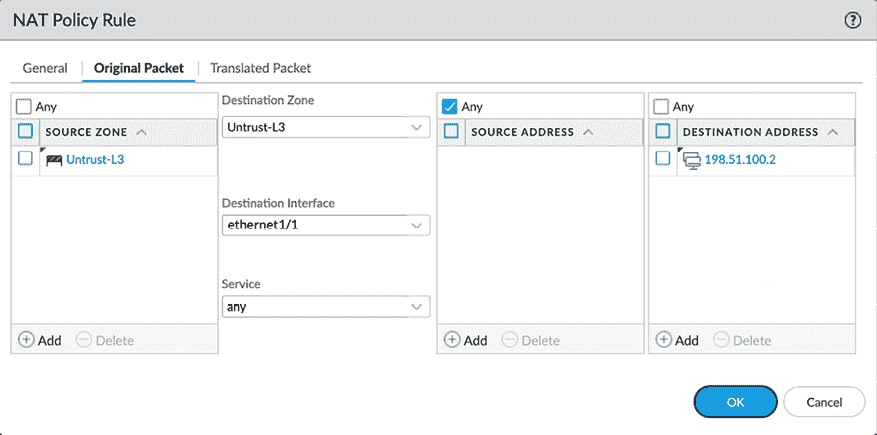 NAT Policy Rule
?
General
Original Packet
Translated Packet
Any
SOURCE ZONE
Untrust-L3
Add
Delete
Destination Zone
Untrust-L3
Destination Interface
ethernet1/1
Service
any
Any
SOURCE ADDRESS
Add
Delete
Any
DESTINATION ADDRESS
198.51.100.2
Add
Delete
OK
Cancel